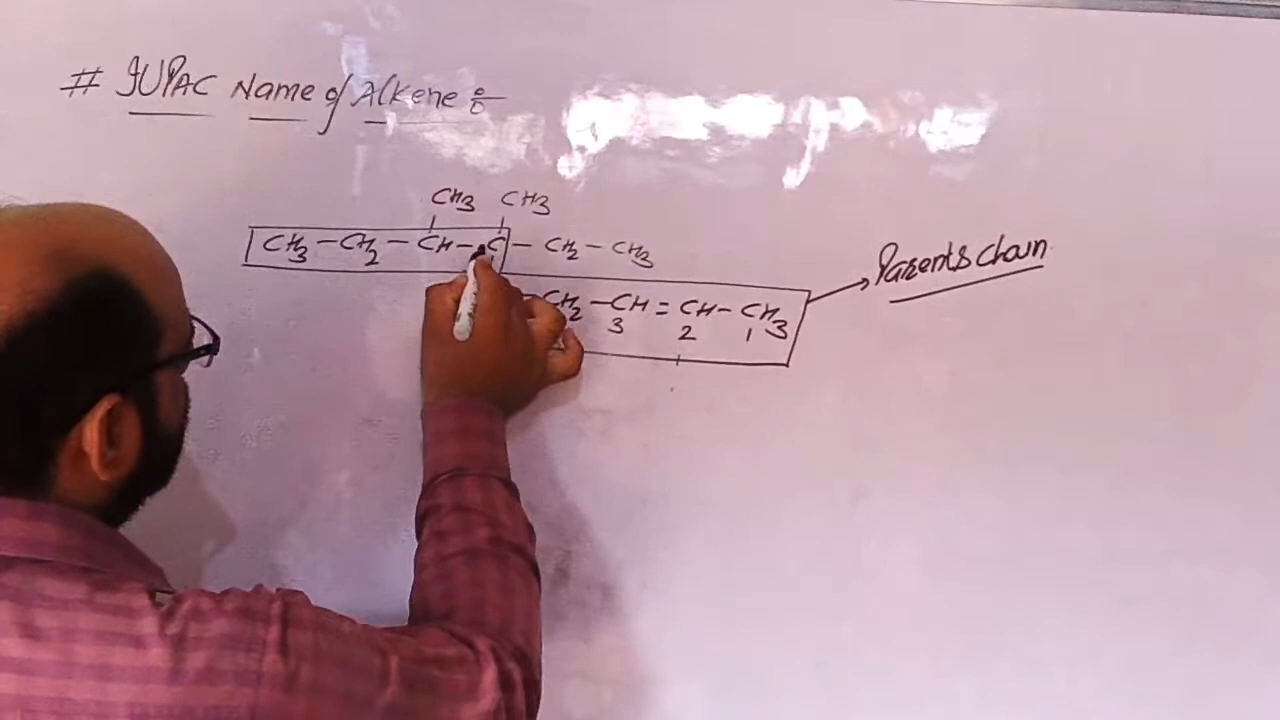 # IUPAC Name of Alkene :-
CH3 CH3
CH3 - CH2 - CH - C - CH2 - CH3
- CH2 - CH = CH - CH3
3 2 1
Parents chain